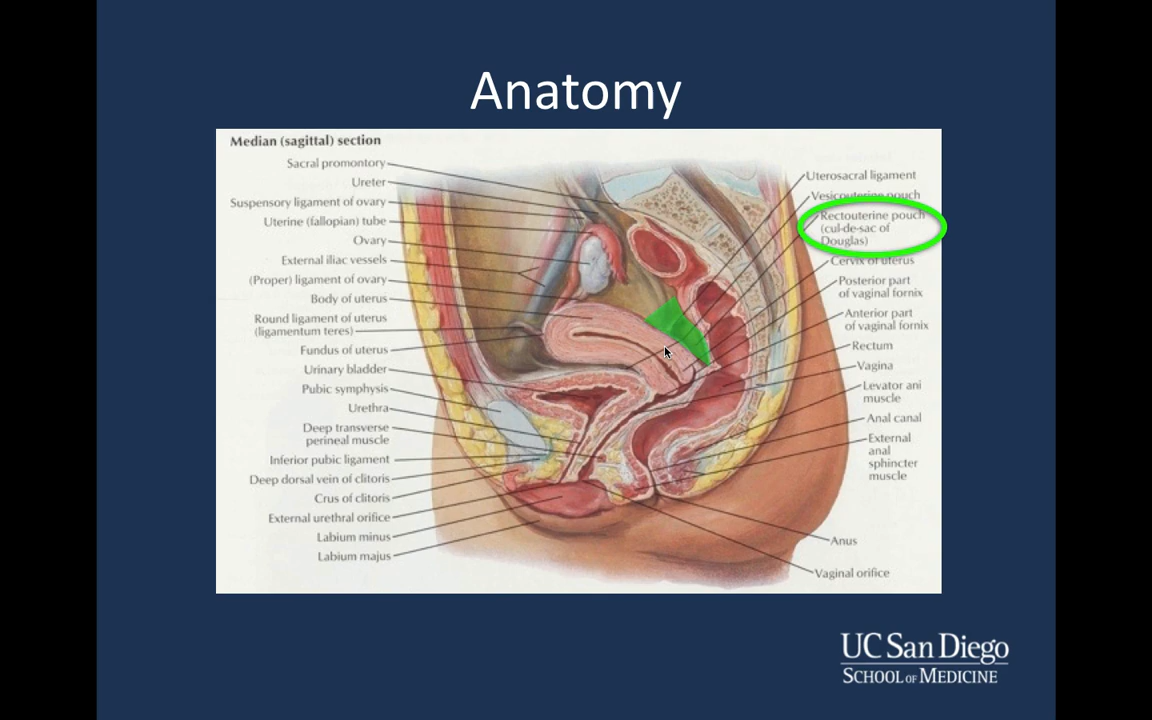 Anatomy
Median (sagittal) section
Sacral promontory
Ureter
Suspensory ligament of ovary
Uterine (fallopian) tube
Ovary
External iliac vessels
(Proper) ligament of ovary
Body of uterus
Round ligament of uterus
(ligamentum teres)
Fundus of uterus
Urinary bladder
Pubic symphysis
Urethra
Deep transverse
perineal muscle
Inferior pubic ligament
Deep dorsal vein of clitoris
Crus of clitoris
External urethral orifice
Labium minus
Labium majus
Uterosacral ligament
Vesicouterine pouch
Rectouterine pouch
(cul-de-sac of
Douglas)
Cervix of uterus
Posterior part
of vaginal fornix
Anterior part
of vaginal fornix
Rectum
Vagina
Levator ani
muscle
Anal canal
External
anal
sphincter
muscle
Anus
Vaginal orifice
UC San Diego
SCHOOL OF MEDICINE